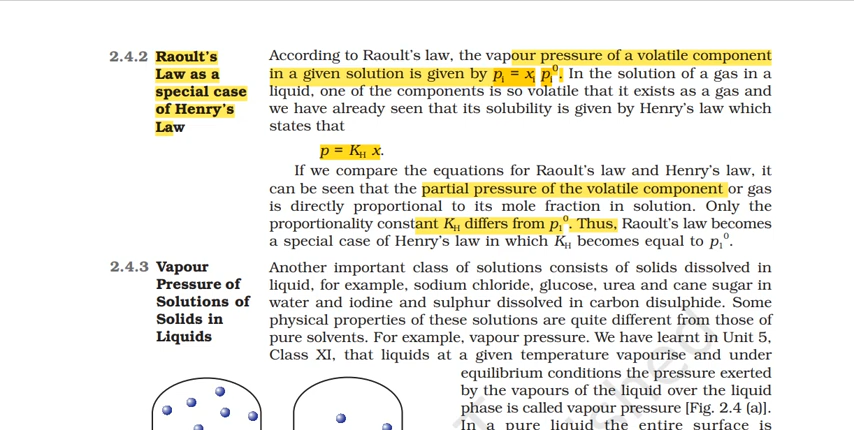 2.4.2 Raoult's
Law as a
special case
of Henry's
Law
According to Raoult's law, the vapour pressure of a volatile component
in a given solution is given by p₁ = x₁ p₁⁰. In the solution of a gas in a
liquid, one of the components is so volatile that it exists as a gas and
we have already seen that its solubility is given by Henry's law which
states that
p = K_H x.
If we compare the equations for Raoult's law and Henry's law, it
can be seen that the partial pressure of the volatile component or gas
is directly proportional to its mole fraction in solution. Only the
proportionality constant K_H differs from p₁⁰. Thus, Raoult's law becomes
a special case of Henry's law in which K_H becomes equal to p₁⁰.
2.4.3 Vapour
Pressure of
Solutions of
Solids in
Liquids
Another important class of solutions consists of solids dissolved in
liquid, for example, sodium chloride, glucose, urea and cane sugar in
water and iodine and sulphur dissolved in carbon disulphide. Some
physical properties of these solutions are quite different from those of
pure solvents. For example, vapour pressure. We have learnt in Unit 5,
Class XI, that liquids at a given temperature vapourise and under
equilibrium conditions the pressure exerted
by the vapours of the liquid over the liquid
phase is called vapour pressure [Fig. 2.4 (a)].
In a pure liquid the entire surface is